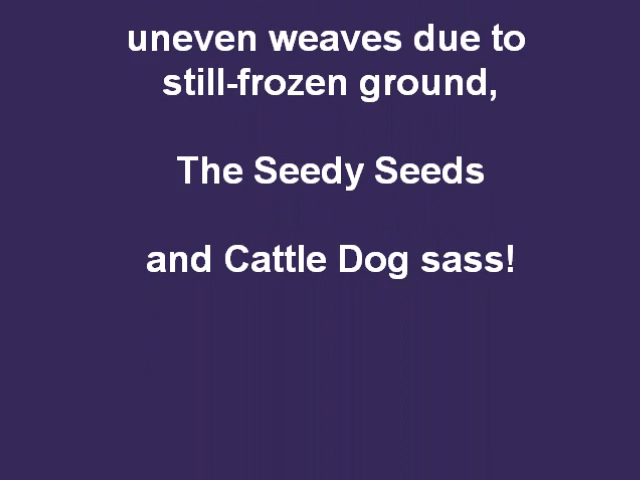 uneven weaves due to
still-frozen ground,
The Seedy Seeds
and Cattle Dog sass!